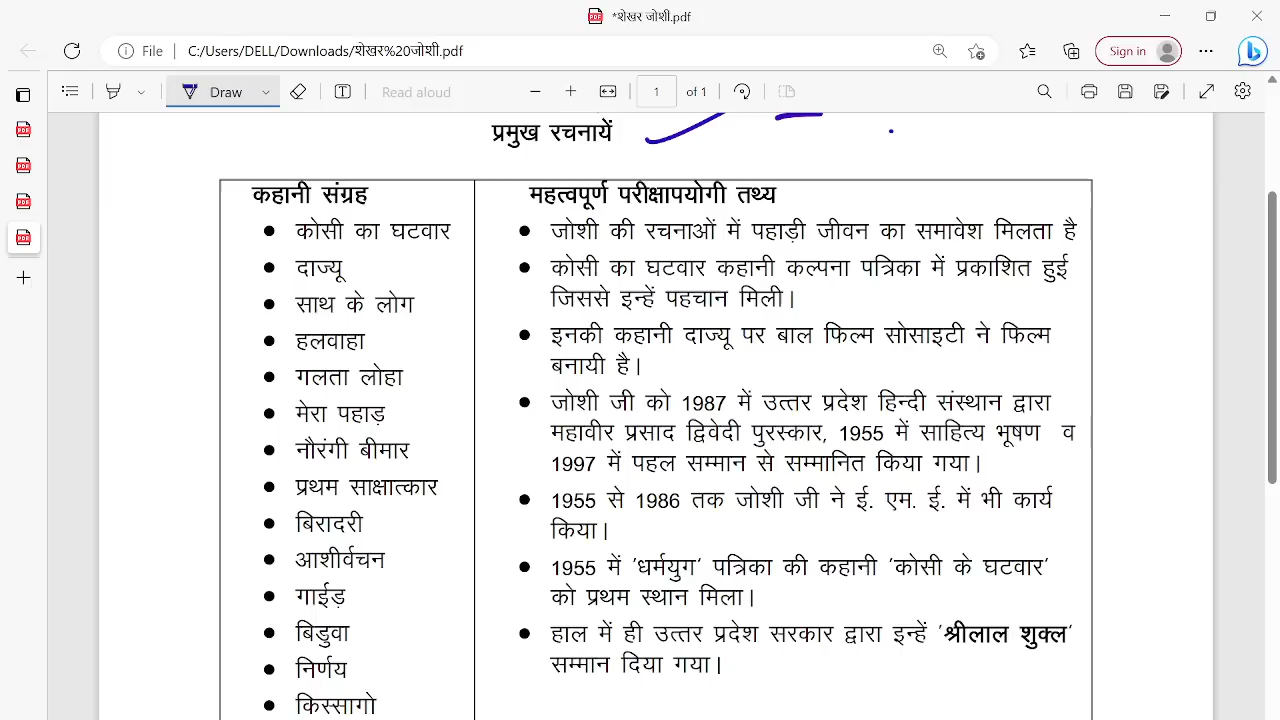 *शेखर जोशी.pdf
File
C:/Users/DELL/Downloads/शेखर%20जोशी.pdf
Sign in
Draw
Read aloud
1
of 1
प्रमुख रचनायें
कहानी संग्रह
कोसी का घटवार
दाज्यू
साथ के लोग
हलवाहा
गलता लोहा
मेरा पहाड़
नौरंगी बीमार
प्रथम साक्षात्कार
बिरादरी
आशीर्वचन
गाईड़
बिडुवा
निर्णय
किस्सागो
महत्वपूर्ण परीक्षापयोगी तथ्य
जोशी की रचनाओं में पहाड़ी जीवन का समावेश मिलता है
कोसी का घटवार कहानी कल्पना पत्रिका में प्रकाशित हुई
जिससे इन्हें पहचान मिली।
इनकी कहानी दाज्यू पर बाल फिल्म सोसाइटी ने फिल्म
बनायी है।
जोशी जी को 1987 में उत्तर प्रदेश हिन्दी संस्थान द्वारा
महावीर प्रसाद द्विवेदी पुरस्कार, 1955 में साहित्य भूषण व
1997 में पहल सम्मान से सम्मानित किया गया।
1955 से 1986 तक जोशी जी ने ई. एम. ई. में भी कार्य
किया।
1955 में 'धर्मयुग' पत्रिका की कहानी 'कोसी के घटवार'
को प्रथम स्थान मिला।
हाल में ही उत्तर प्रदेश सरकार द्वारा इन्हें 'श्रीलाल शुक्ल'
सम्मान दिया गया।